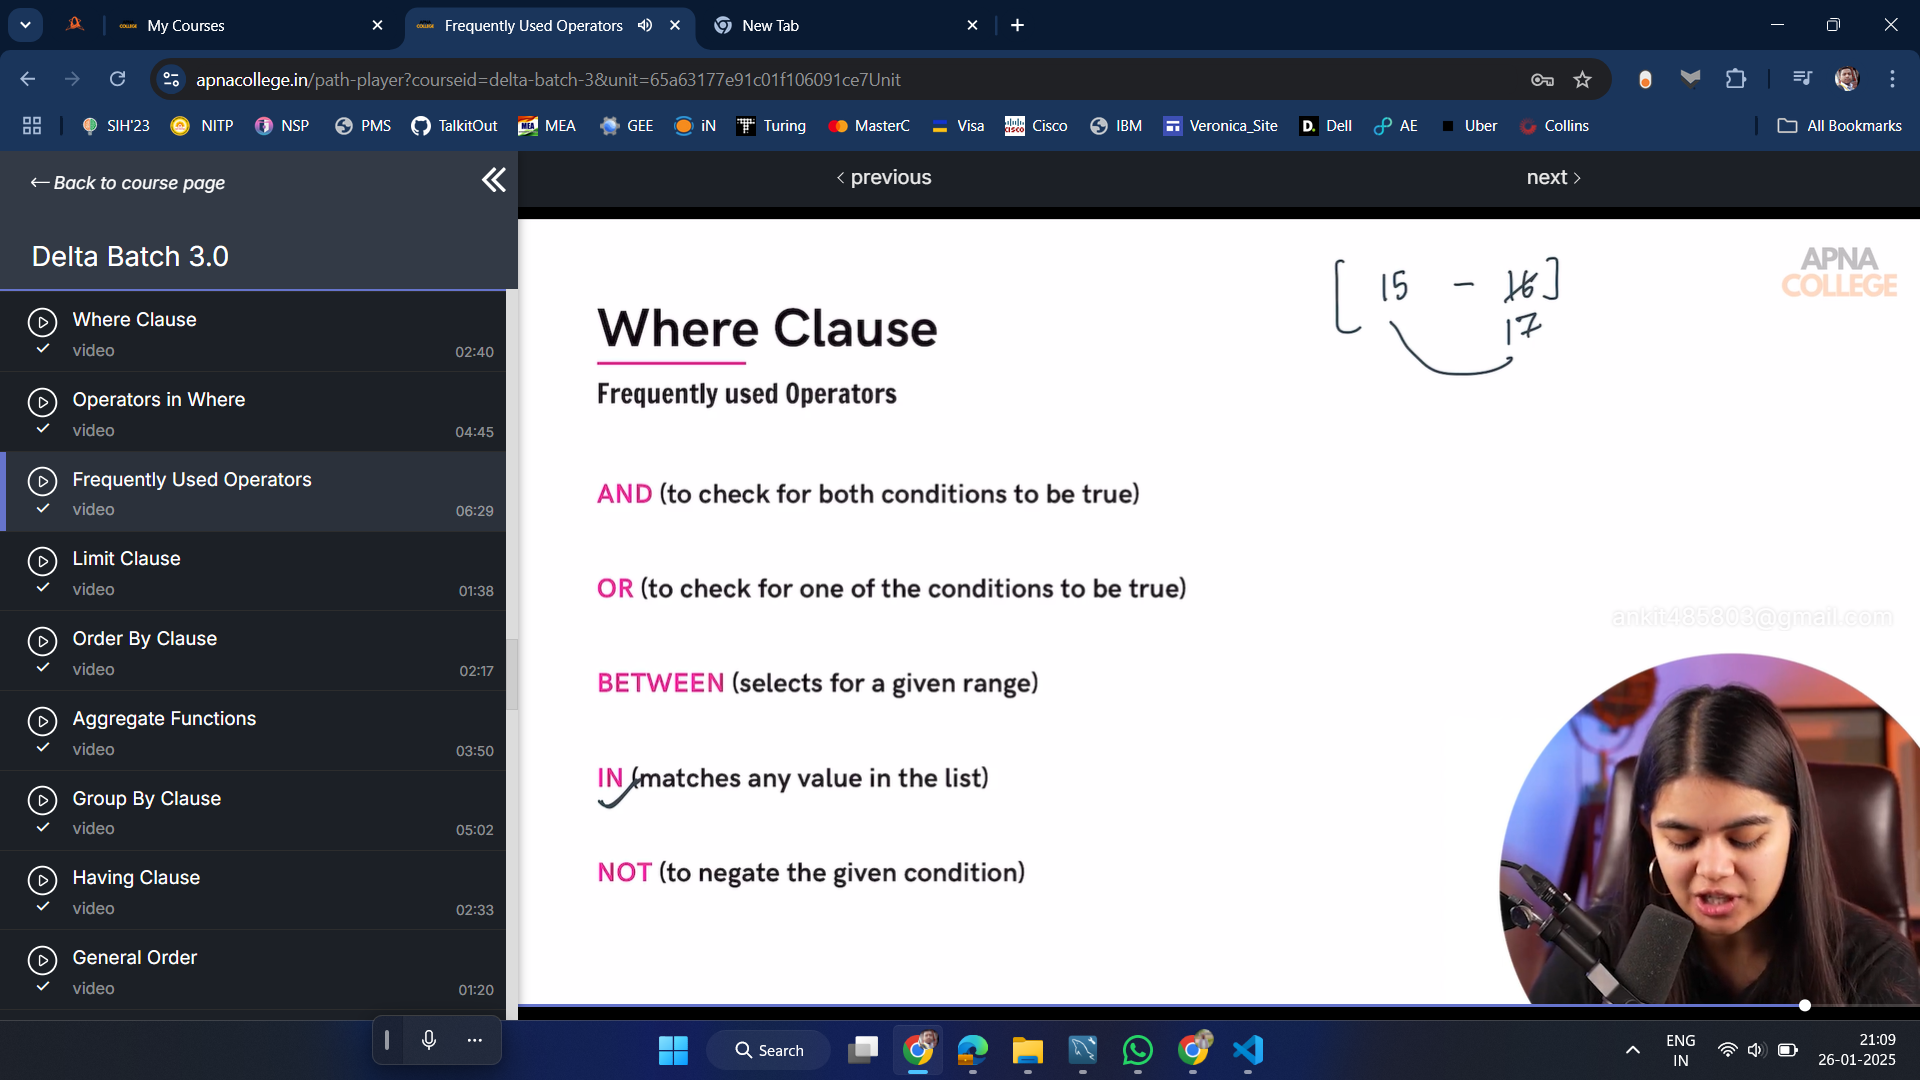 My Courses
Frequently Used Operators
New Tab
apnacollege.in/path-player?courseid=delta-batch-3&unit=65a63177e91c01f106091ce7Unit
SIH'23
NITP
NSP
PMS
TalkitOut
MEA
GEE
iN
Turing
MasterC
Visa
Cisco
IBM
Veronica_Site
Dell
AE
Uber
Collins
All Bookmarks
Back to course page
previous
next
Delta Batch 3.0
Where Clause
video
02:40
Operators in Where
video
04:45
Frequently Used Operators
video
06:29
Limit Clause
video
01:38
Order By Clause
video
02:17
Aggregate Functions
video
03:50
Group By Clause
video
05:02
Having Clause
video
02:33
General Order
video
01:20
[ 15 - 16 ]
17
APNA
COLLEGE
Where Clause
Frequently used Operators
AND (to check for both conditions to be true)
OR (to check for one of the conditions to be true)
ankit485803@gmail.com
BETWEEN (selects for a given range)
IN (matches any value in the list)
NOT (to negate the given condition)
Search
ENG
IN
21:09
26-01-2025